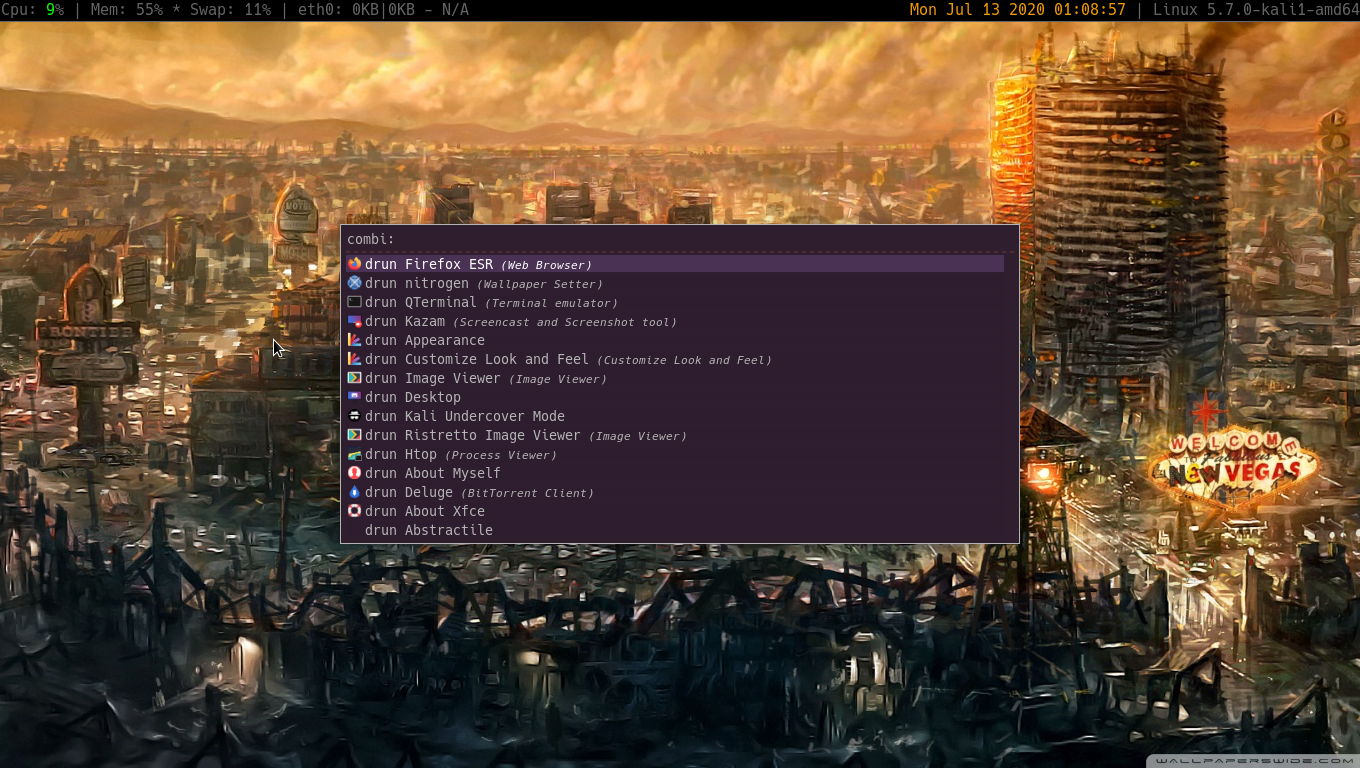 Cpu: 9% | Mem: 55% * Swap: 11% | eth0: 0KB|0KB - N/A
Mon Jul 13 2020 01:08:57 | Linux 5.7.0-kali1-amd64
MOTEL
combi:
drun Firefox ESR (Web Browser)
drun nitrogen (Wallpaper Setter)
drun QTerminal (Terminal emulator)
drun Kazam (Screencast and Screenshot tool)
drun Appearance
drun Customize Look and Feel (Customize Look and Feel)
drun Image Viewer (Image Viewer)
drun Desktop
drun Kali Undercover Mode
drun Ristretto Image Viewer (Image Viewer)
drun Htop (Process Viewer)
drun About Myself
drun Deluge (BitTorrent Client)
drun About Xfce
drun Abstractile
FRONTIER
WELCOME
to Fabulous
NEW VEGAS
WALLPAPERSWIDE.COM